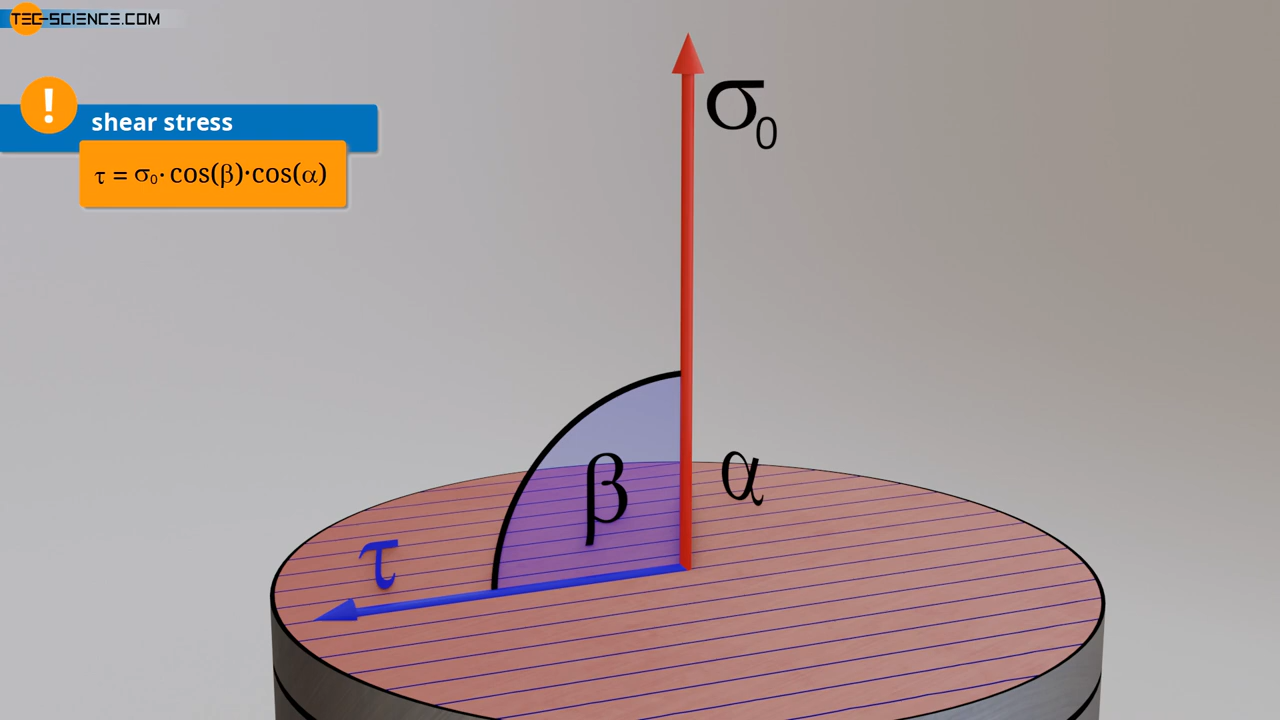 TEC-SCIENCE.COM
!
shear stress
τ = σ₀· cos(β)·cos(α)
σ₀
α
β
τ